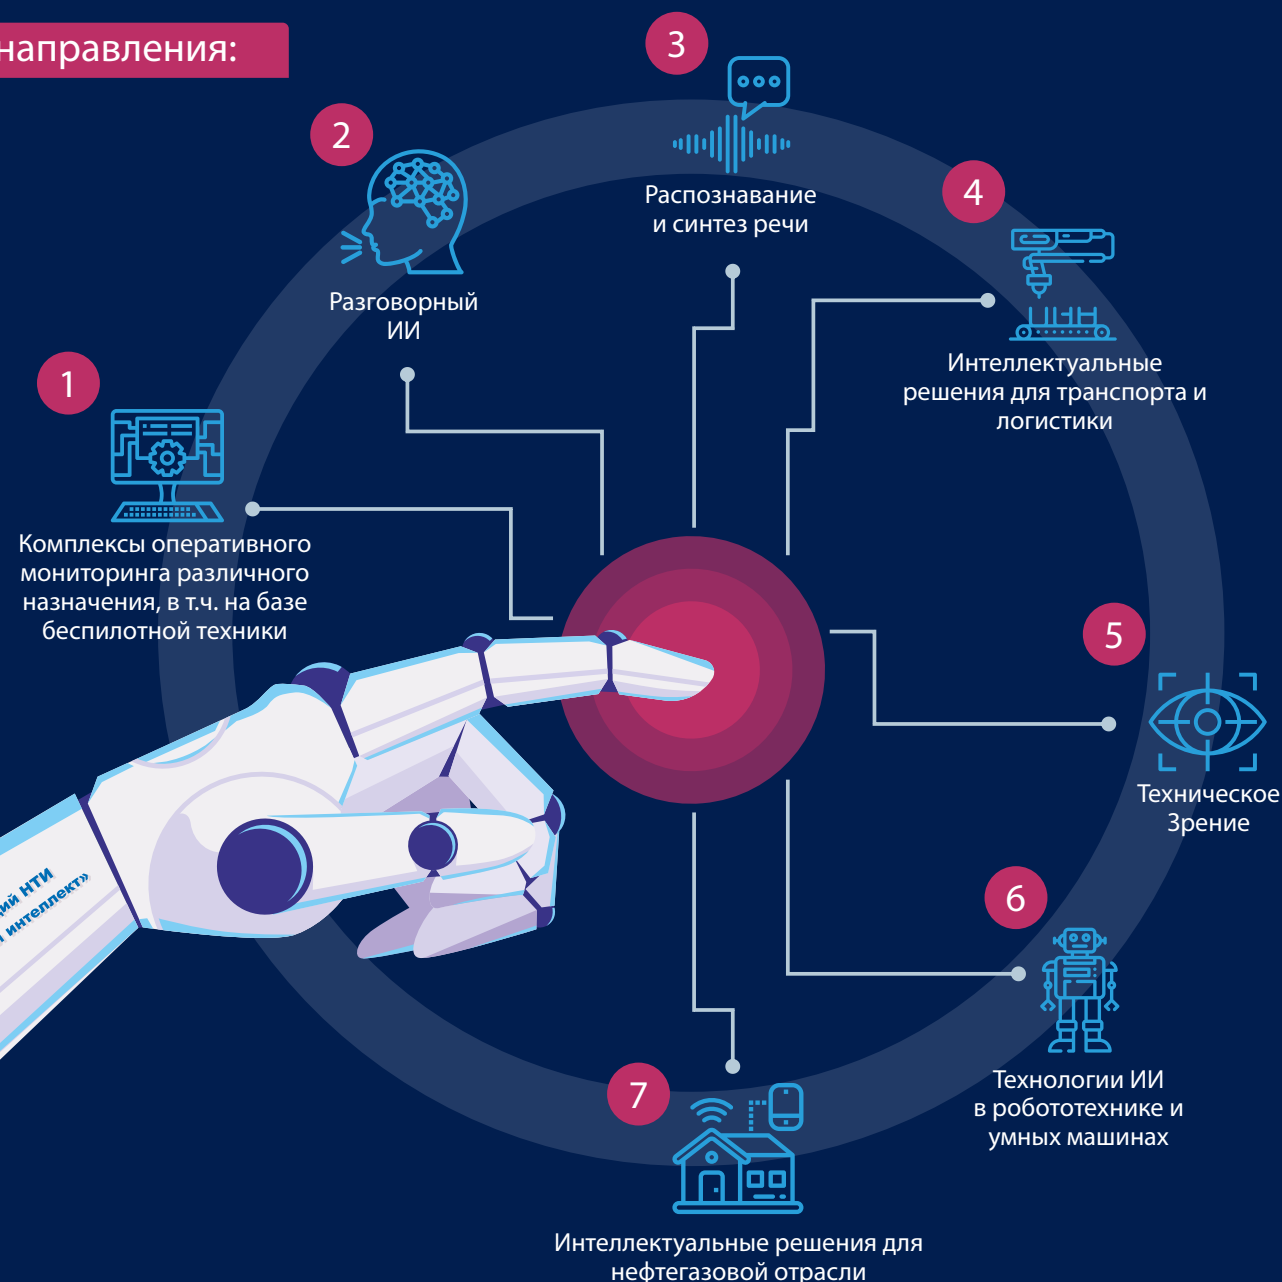 направления:
1
Комплексы оперативного
мониторинга различного
назначения, в т.ч. на базе
беспилотной техники
2
Разговорный
ИИ
3
Распознавание
и синтез речи
4
Интеллектуальные
решения для транспорта и
логистики
5
Техническое
Зрение
6
Технологии ИИ
в робототехнике и
умных машинах
7
Интеллектуальные решения для
нефтегазовой отрасли
НТИ
интеллект»